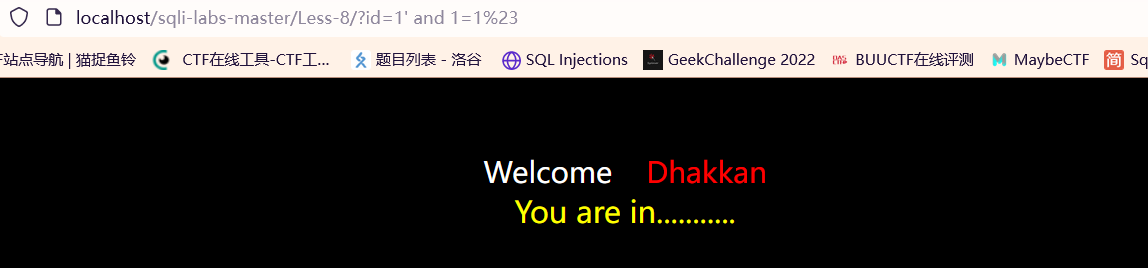 localhost/sqli-labs-master/Less-8/?id=1' and 1=1%23
站点导航 | 猫捉鱼铃 CTF在线工具-CTF工... 题目列表 - 洛谷 SQL Injections GeekChallenge 2022 BUUCTF在线评测 MaybeCTF 简 Sq
Welcome Dhakkan
You are in...........